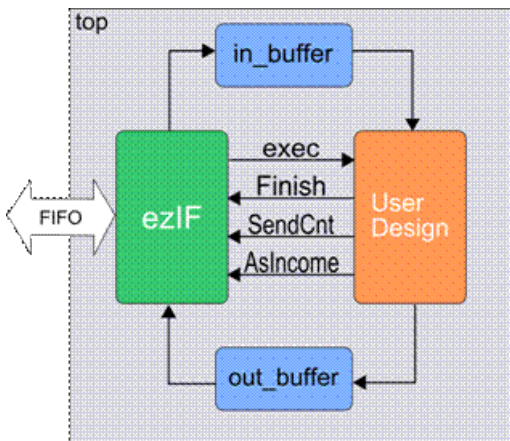 top
in_buffer
exec
Finish
SendCnt
AsIncome
ezIF
User
Design
FIFO
out_buffer